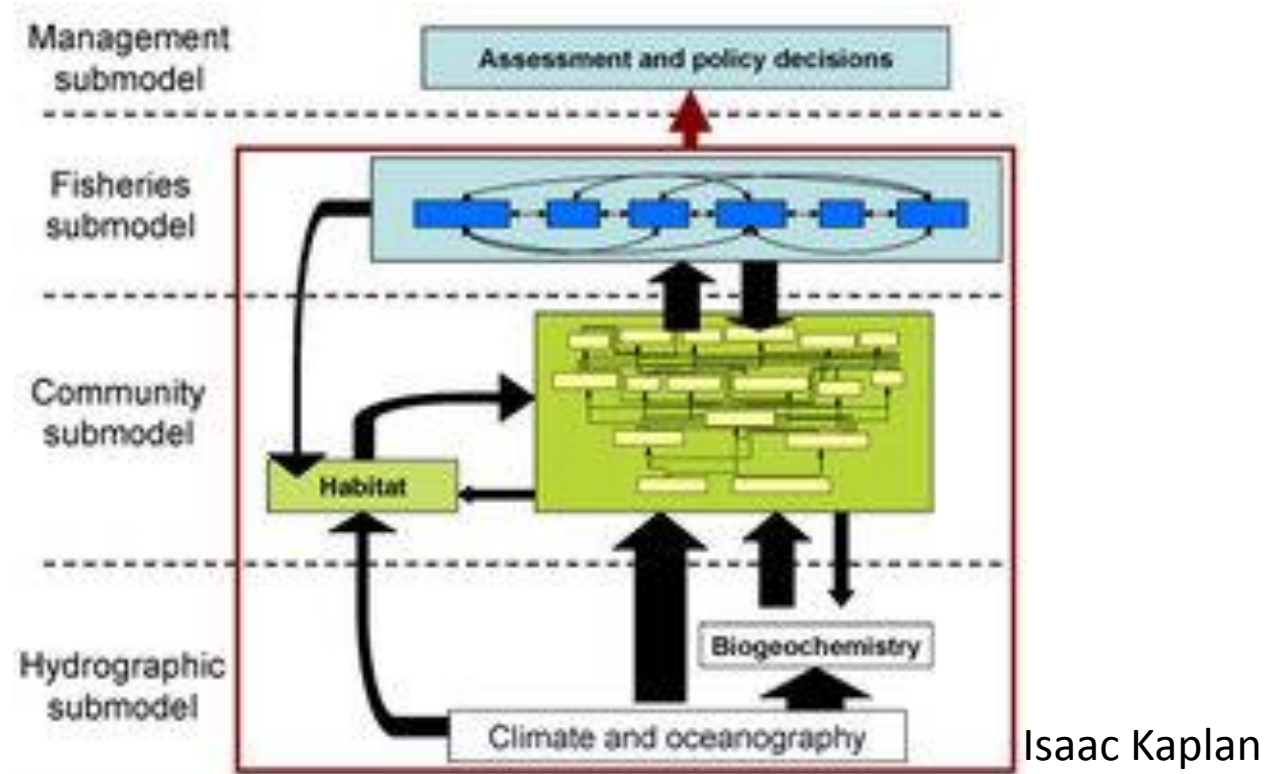 Management
submodel
Assessment and policy decisions
Fisheries
submodel
Community
submodel
Habitat
Hydrographic
submodel
Biogeochemistry
Climate and oceanography
Isaac Kaplan